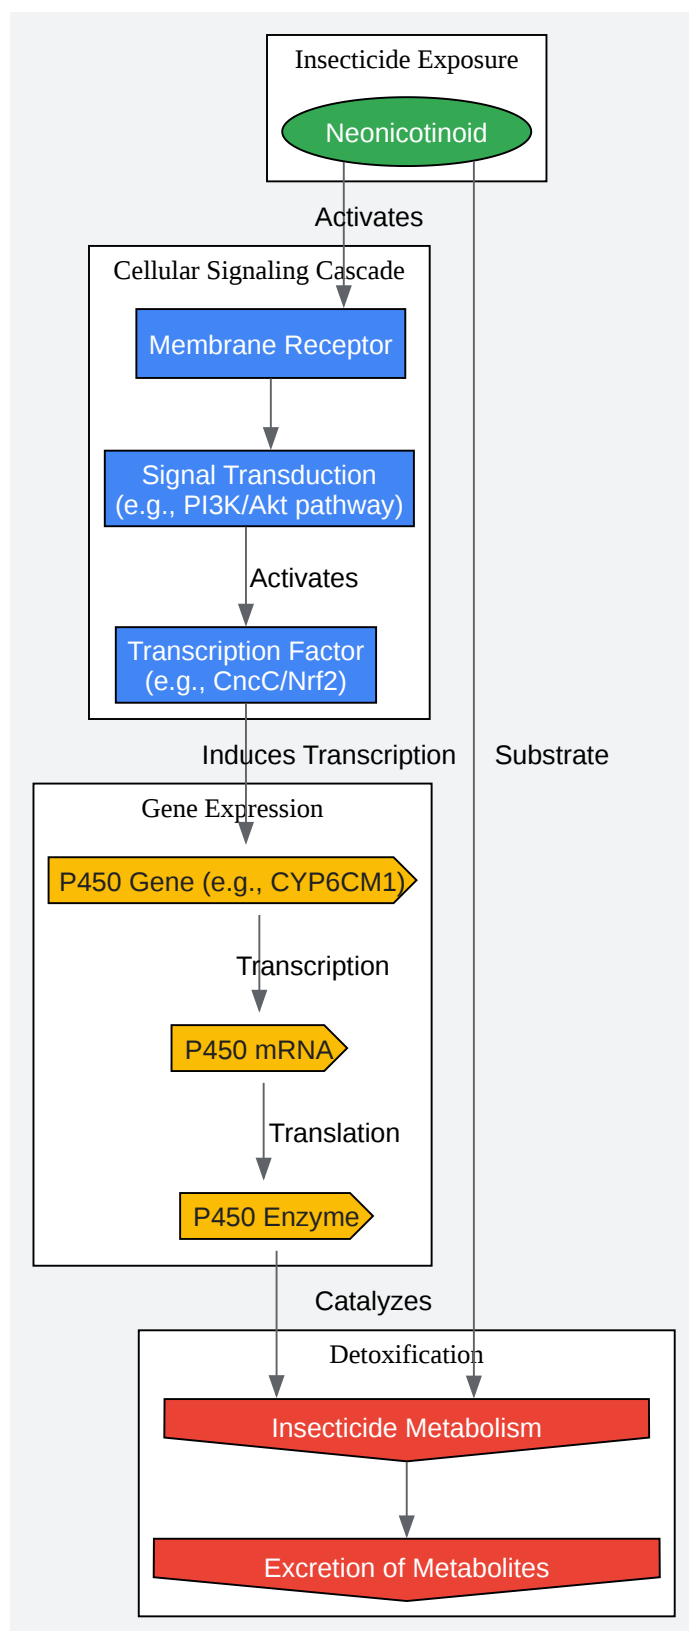 Insecticide Exposure
Neonicotinoid
Activates
Cellular Signaling Cascade
Membrane Receptor
Signal Transduction
(e.g., PI3K/Akt pathway)
Activates
Transcription Factor
(e.g., CncC/Nrf2)
Induces Transcription
Substrate
Gene Expression
P450 Gene (e.g., CYP6CM1)
Transcription
P450 mRNA
Translation
P450 Enzyme
Catalyzes
Detoxification
Insecticide Metabolism
Excretion of Metabolites